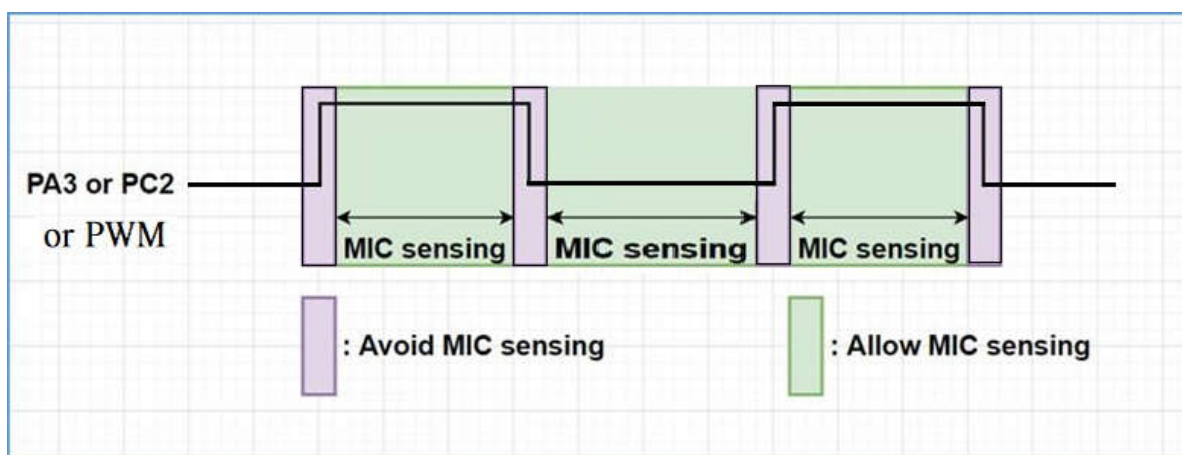 PA3 or PC2
or PWM
MIC sensing
MIC sensing
MIC sensing
: Avoid MIC sensing
: Allow MIC sensing